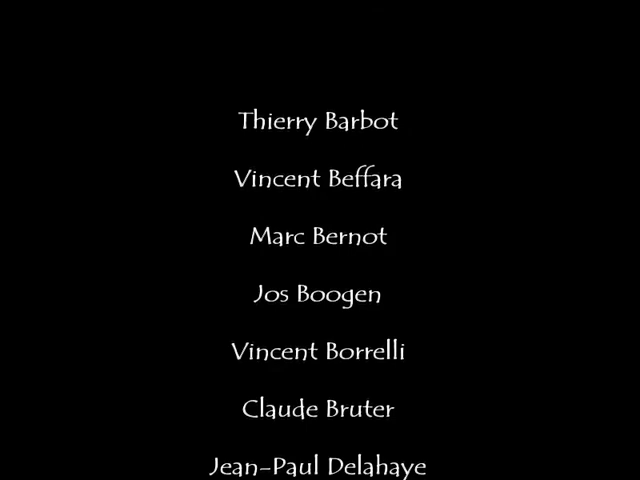 Thierry Barbot
Vincent Beffara
Marc Bernot
Jos Boogen
Vincent Borrelli
Claude Bruter
Jean-Paul Delahaye